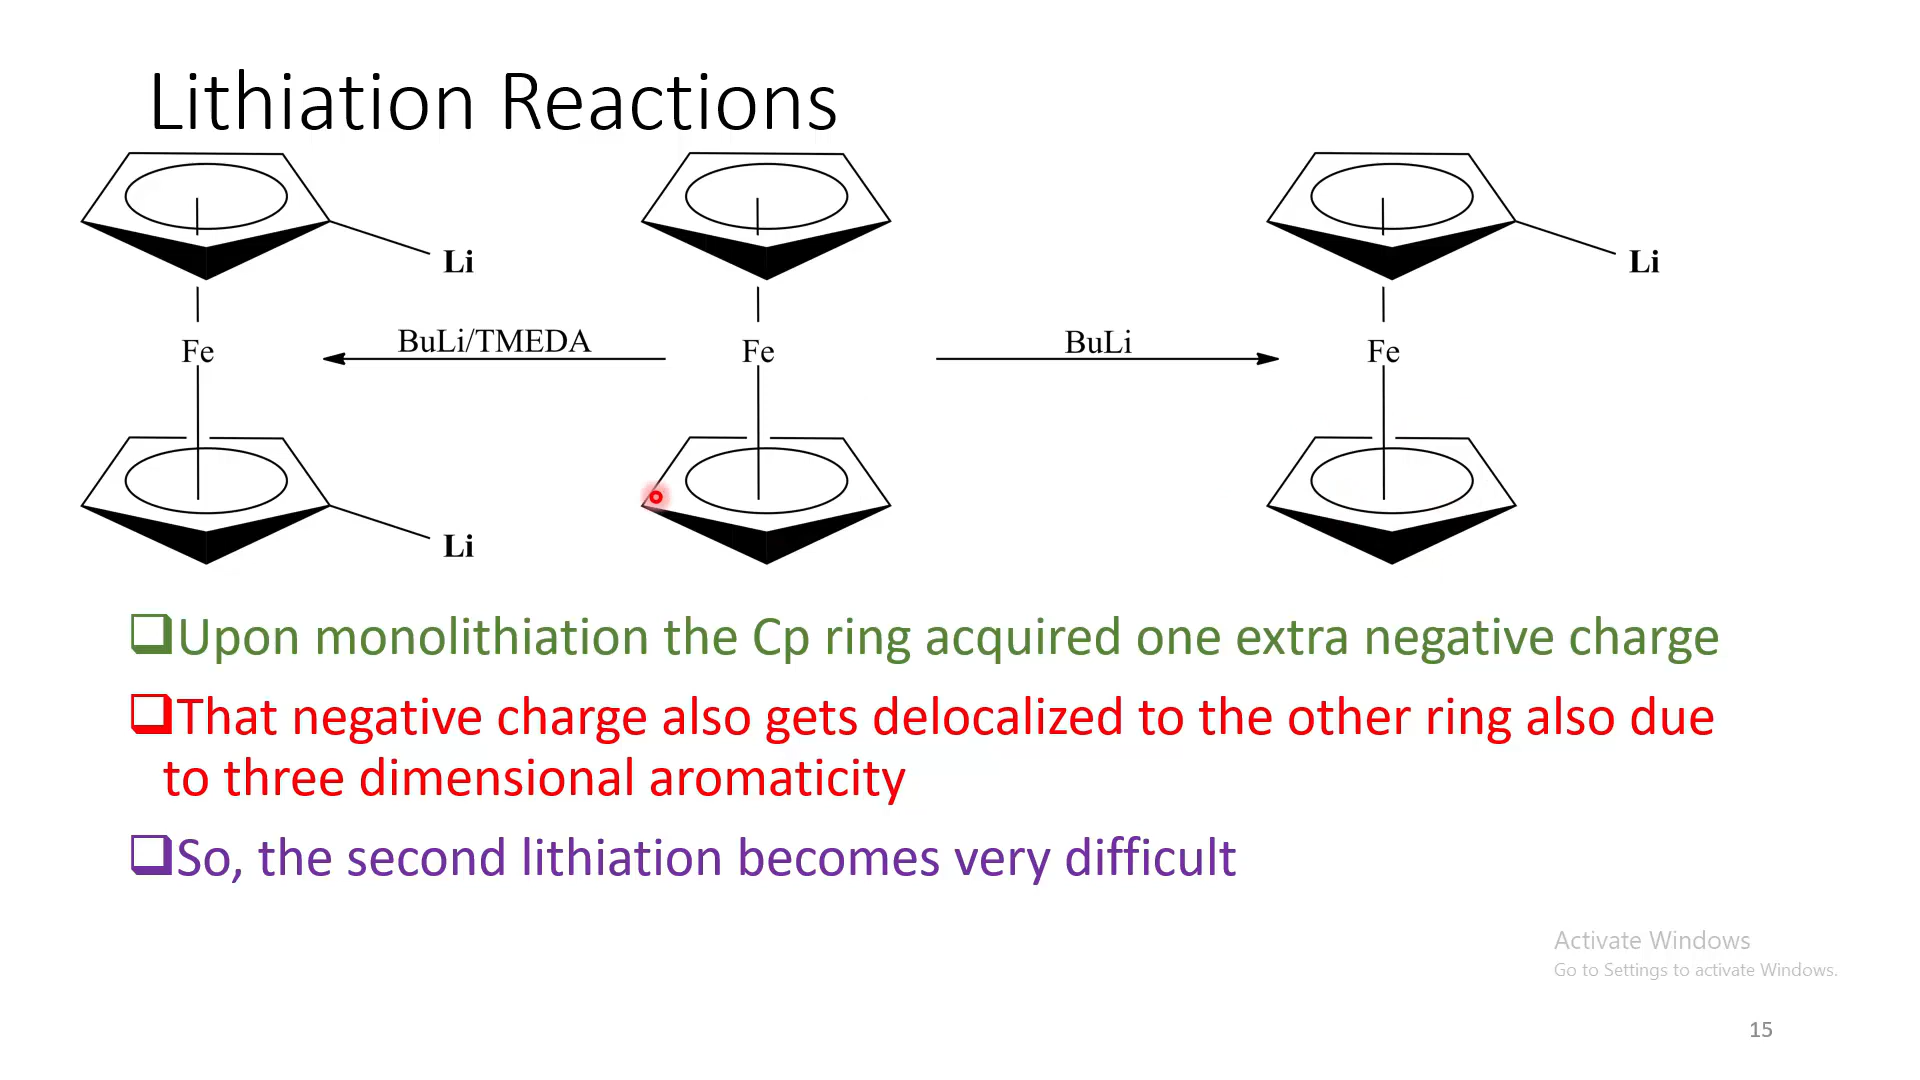 Lithiation Reactions
Li
Li
Fe
BuLi/TMEDA
Fe
BuLi
Fe
Li
❑Upon monolithiation the Cp ring acquired one extra negative charge
❑That negative charge also gets delocalized to the other ring also due
to three dimensional aromaticity
❑So, the second lithiation becomes very difficult
Activate Windows
Go to Settings to activate Windows.
15